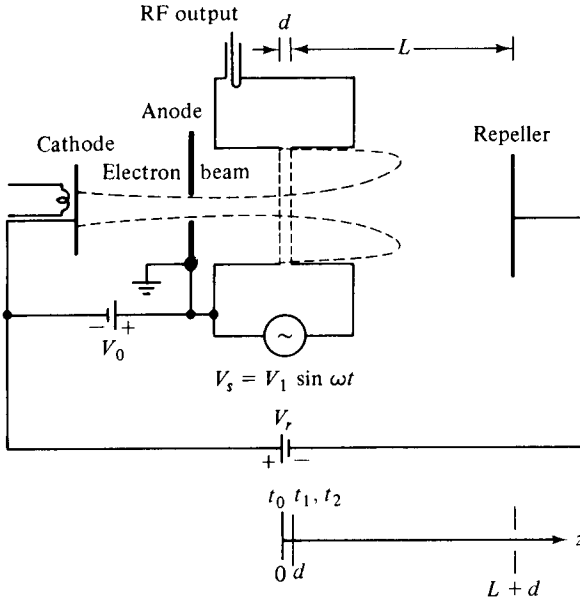 RF output
d
L
Anode
Repeller
Cathode
Electron beam
− +
V₀
~
Vₛ = V₁ sin ωt
Vᵣ
+ −
t₀ t₁, t₂
z
0 d
L + d